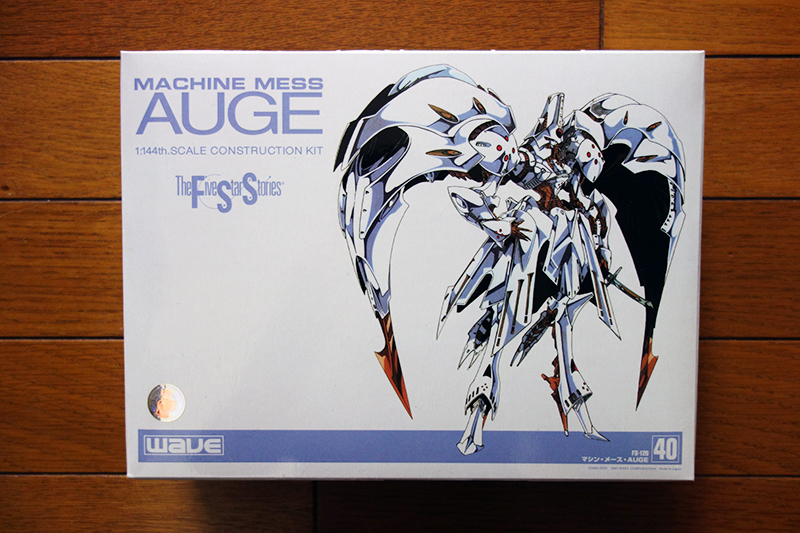 MACHINE MESS
AUGE
1:144th.SCALE CONSTRUCTION KIT
The Five Star Stories
WAVE
FS-120
マシン・メース・AUGE
40